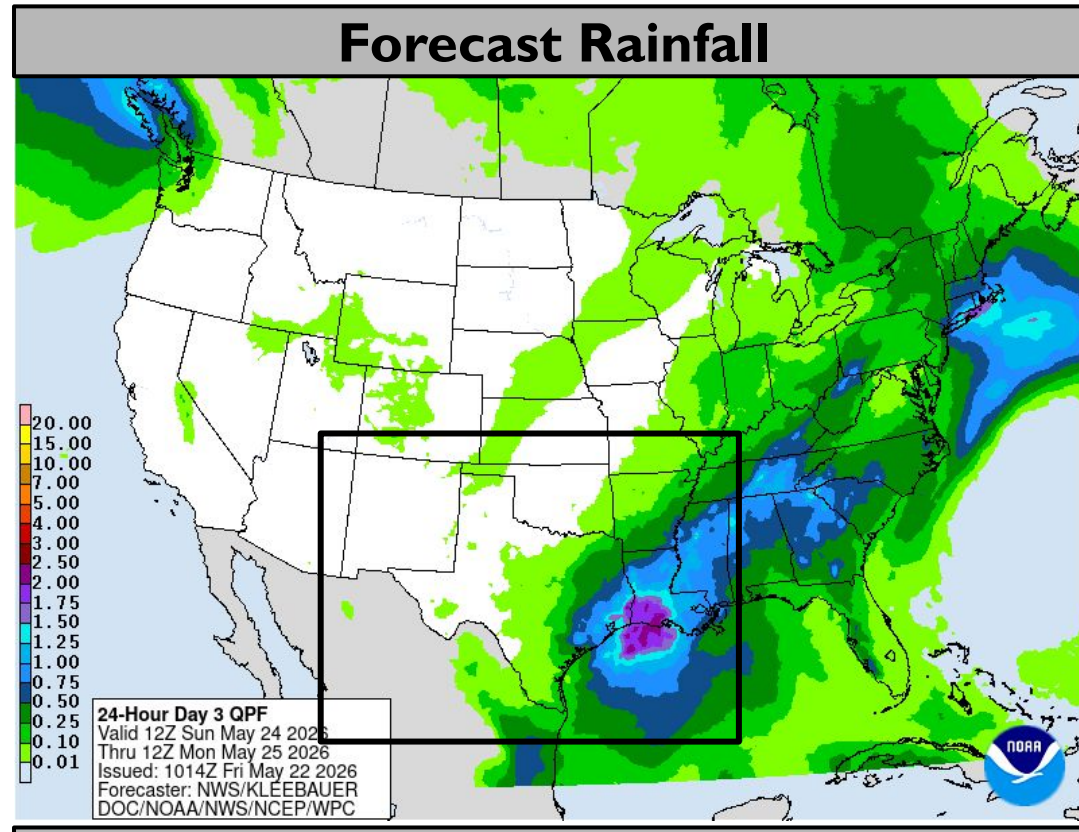 Forecast Rainfall
20.00
15.00
10.00
7.00
5.00
4.00
3.00
2.50
2.00
1.75
1.50
1.25
1.00
0.75
0.50
0.25
0.10
0.01
24-Hour Day 3 QPF
Valid 12Z Sun May 24 2026
Thru 12Z Mon May 25 2026
Issued: 1014Z Fri May 22 2026
Forecaster: NWS/KLEEBAUER
DOC/NOAA/NWS/NCEP/WPC
NOAA